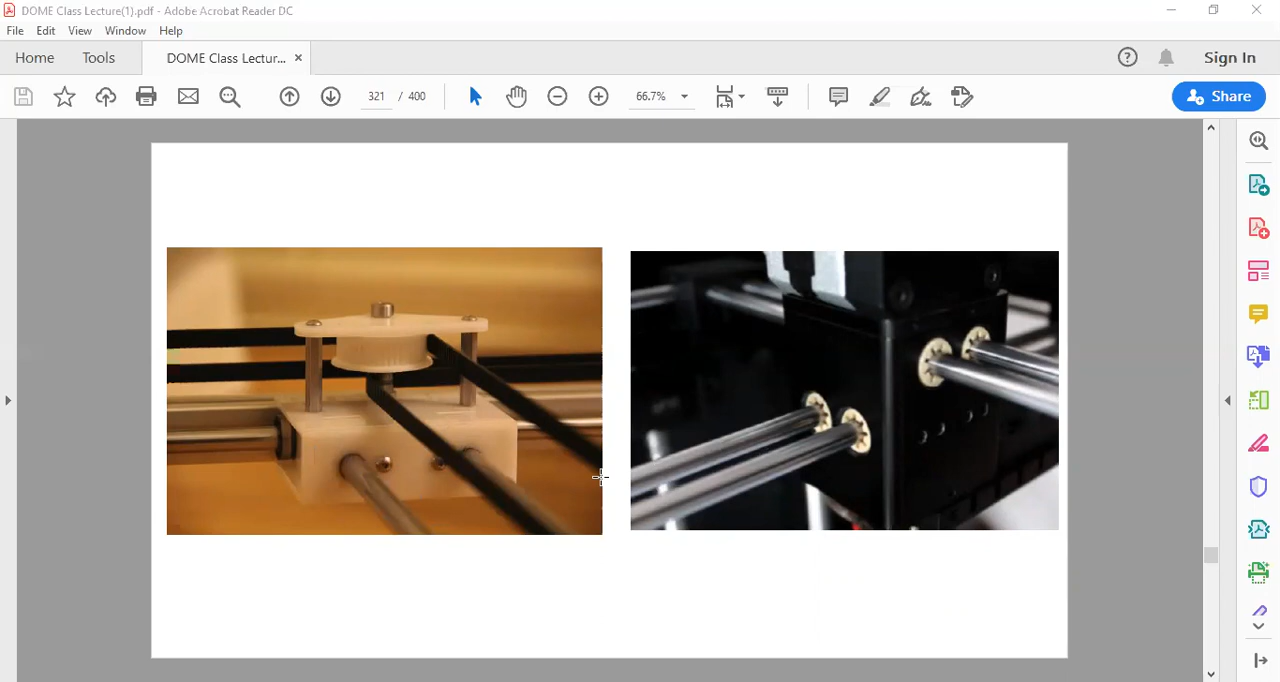 DOME Class Lecture(1).pdf - Adobe Acrobat Reader DC
File Edit View Window Help
Home Tools DOME Class Lectur... × Sign In
321 / 400 66.7% Share